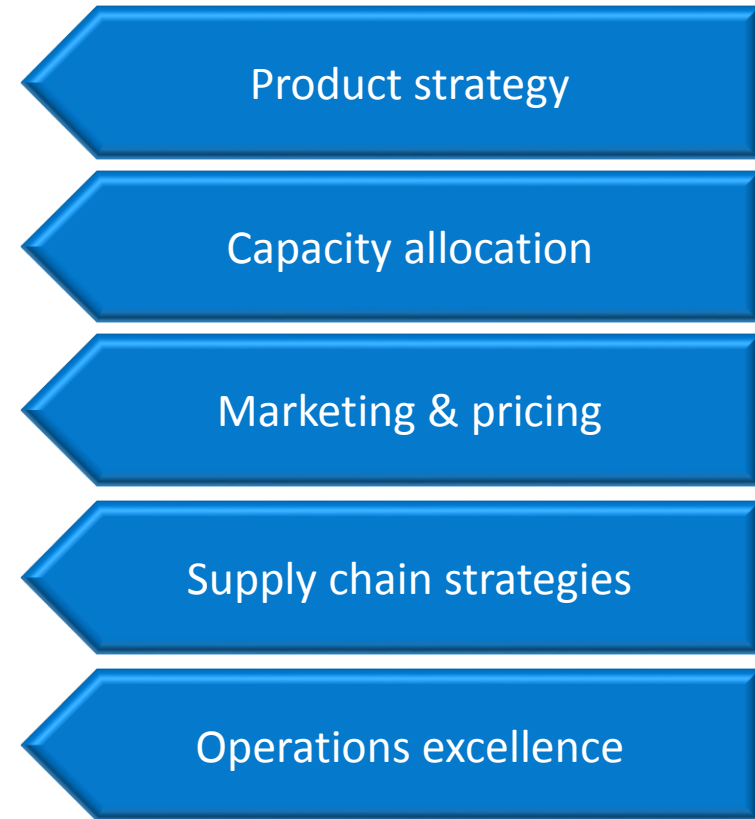 Product strategy
Capacity allocation
Marketing & pricing
Supply chain strategies
Operations excellence